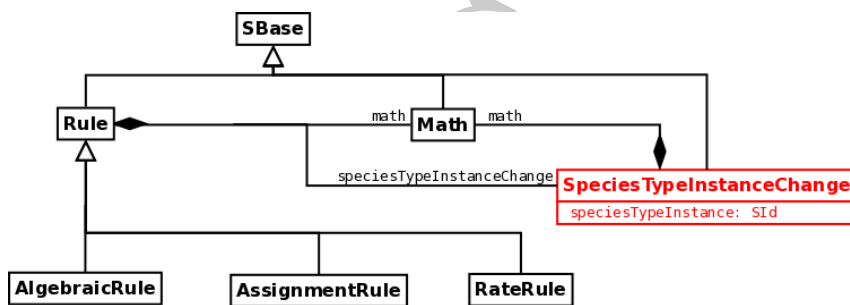 SBase
Rule
math
Math
math
speciesTypeInstanceChange
SpeciesTypeInstanceChange
speciesTypeInstance: SId
AlgebraicRule
AssignmentRule
RateRule